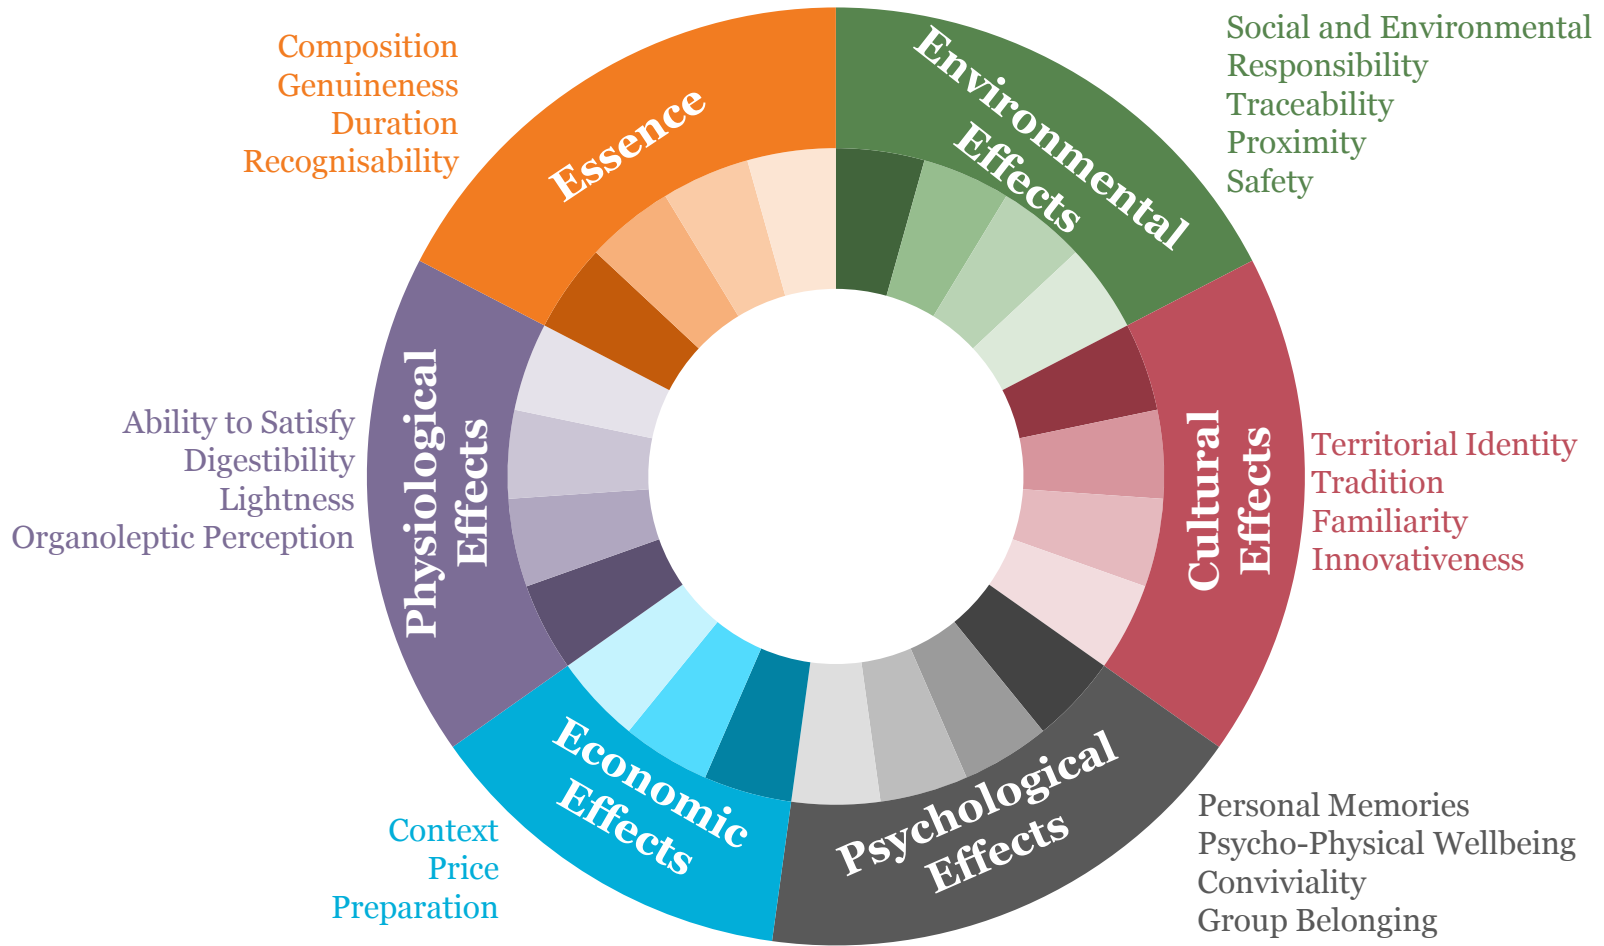 Composition
Genuineness
Duration
Recognisability
Essence
Environmental
Effects
Social and Environmental
Responsibility
Traceability
Proximity
Safety
Ability to Satisfy
Digestibility
Lightness
Organoleptic Perception
Physiological
Effects
Cultural
Effects
Territorial Identity
Tradition
Familiarity
Innovativeness
Context
Price
Preparation
Economic
Effects
Psychological
Effects
Personal Memories
Psycho-Physical Wellbeing
Conviviality
Group Belonging